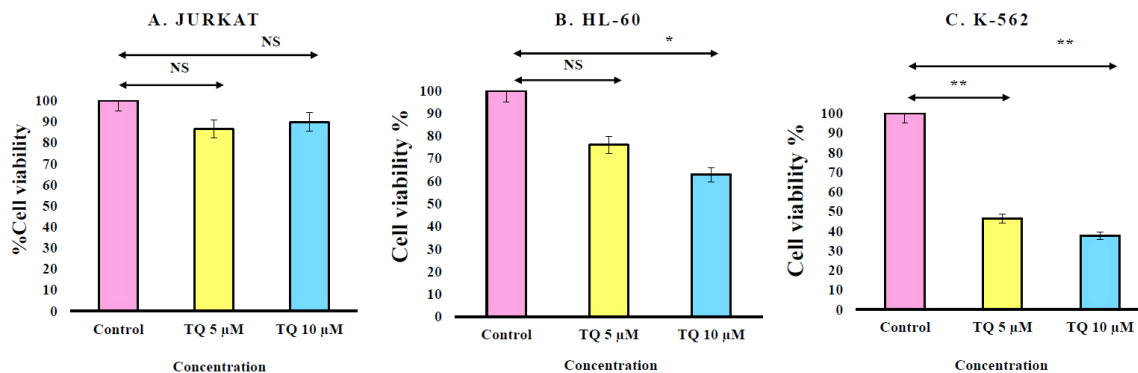 A. JURKAT
NS
NS
%Cell viability
100
90
80
70
60
50
40
30
20
10
0
Control TQ 5 µM TQ 10 µM
Concentration
B. HL-60
*
NS
Cell viability %
100
90
80
70
60
50
40
30
20
10
0
Control TQ 5 µM TQ 10 µM
Concentration
C. K-562
**
**
Cell viability %
100
90
80
70
60
50
40
30
20
10
0
Control TQ 5 µM TQ 10 µM
Concentration